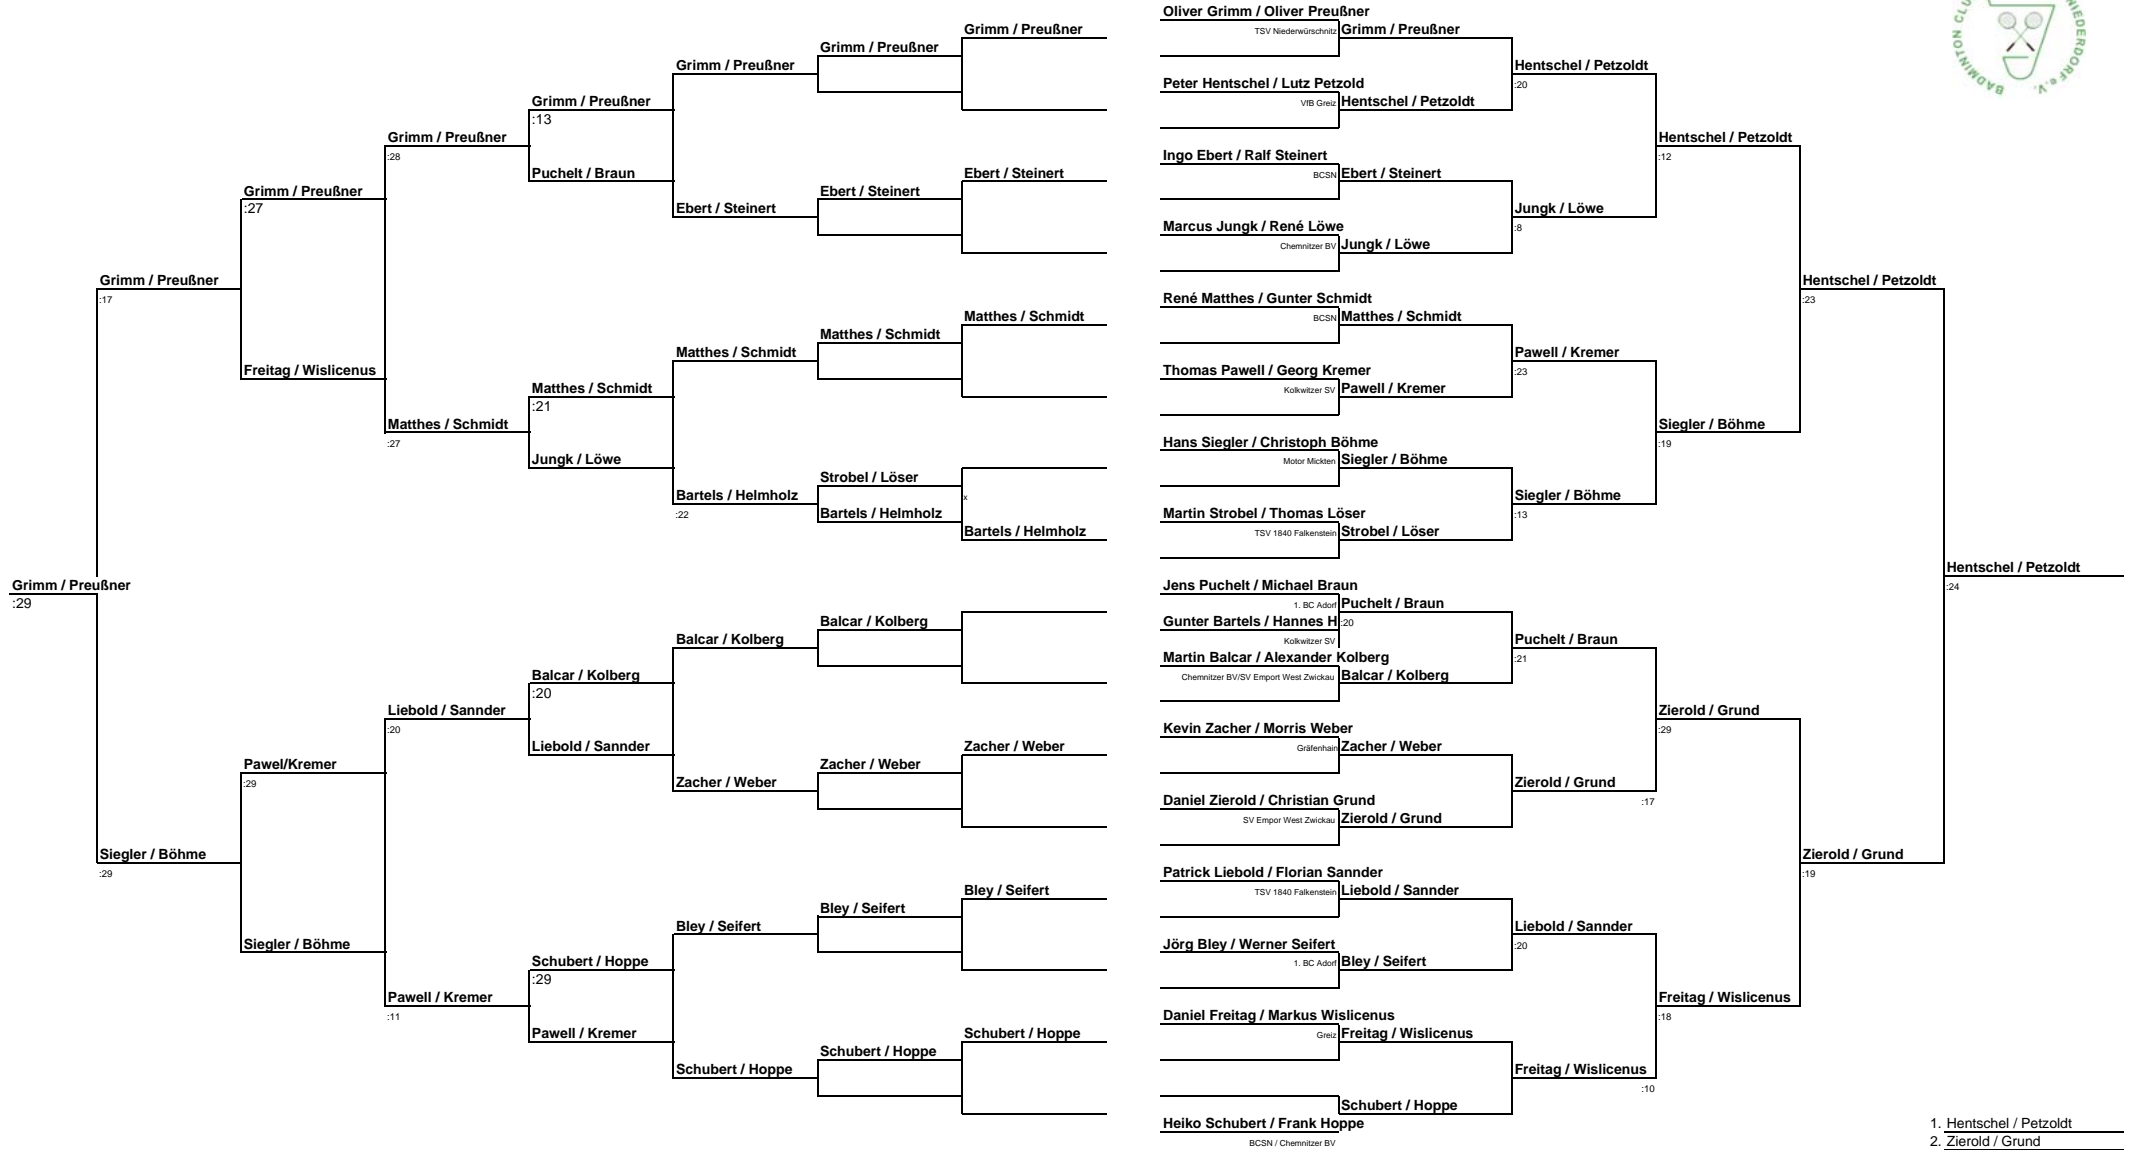 Oliver Grimm / Oliver Preußner
Grimm / Preußner
TSV Niederwürschnitz
Grimm / Preußner
Grimm / Preußner
Grimm / Preußner
Hentschel / Petzoldt
:20
Peter Hentschel / Lutz Petzold
Grimm / Preußner
:13
VfB Greiz
Hentschel / Petzoldt
Grimm / Preußner
:28
Hentschel / Petzoldt
:12
Ingo Ebert / Ralf Steinert
Puchelt / Braun
Ebert / Steinert
BCSN
Ebert / Steinert
Grimm / Preußner
:27
Ebert / Steinert
Ebert / Steinert
Jungk / Löwe
:8
Marcus Jungk / René Löwe
Chemnitzer BV
Jungk / Löwe
Grimm / Preußner
:17
Hentschel / Petzoldt
:23
René Matthes / Gunter Schmidt
Matthes / Schmidt
BCSN
Matthes / Schmidt
Matthes / Schmidt
Matthes / Schmidt
Pawell / Kremer
:23
Freitag / Wislicenus
Thomas Pawell / Georg Kremer
Matthes / Schmidt
:21
Kolkwitzer SV
Pawell / Kremer
Matthes / Schmidt
:27
Siegler / Böhme
:19
Hans Siegler / Christoph Böhme
Jungk / Löwe
Motor Mickten
Siegler / Böhme
Strobel / Löser
Bartels / Helmholz
:22
x
Siegler / Böhme
:13
Bartels / Helmholz
Martin Strobel / Thomas Löser
Bartels / Helmholz
TSV 1840 Falkenstein
Strobel / Löser
Hentschel / Petzoldt
:24
Grimm / Preußner
:29
Jens Puchelt / Michael Braun
1. BC Adorf
Puchelt / Braun
:20
Balcar / Kolberg
Gunter Bartels / Hannes H
Balcar / Kolberg
Kolkwitzer SV
Puchelt / Braun
:21
Martin Balcar / Alexander Kolberg
Balcar / Kolberg
:20
Chemnitzer BV/SV Emport West Zwickau
Balcar / Kolberg
Liebold / Sannder
:20
Zierold / Grund
:29
Kevin Zacher / Morris Weber
Liebold / Sannder
Zacher / Weber
Gräfenhain
Zacher / Weber
Pawel/Kremer
:29
Zacher / Weber
Zacher / Weber
Zierold / Grund
:17
Daniel Zierold / Christian Grund
SV Empor West Zwickau
Zierold / Grund
Siegler / Böhme
:29
Zierold / Grund
:19
Patrick Liebold / Florian Sannder
Bley / Seifert
TSV 1840 Falkenstein
Liebold / Sannder
Bley / Seifert
Bley / Seifert
Liebold / Sannder
:20
Siegler / Böhme
Jörg Bley / Werner Seifert
Schubert / Hoppe
:29
1. BC Adorf
Bley / Seifert
Pawell / Kremer
:11
Freitag / Wislicenus
:18
Daniel Freitag / Markus Wislicenus
Pawell / Kremer
Schubert / Hoppe
Greiz
Freitag / Wislicenus
Schubert / Hoppe
Schubert / Hoppe
Freitag / Wislicenus
:10
Schubert / Hoppe
Heiko Schubert / Frank Hoppe
BCSN / Chemnitzer BV
1. Hentschel / Petzoldt
2. Zierold / Grund
BADMINTON CLU
NIEDERDORF e.V.